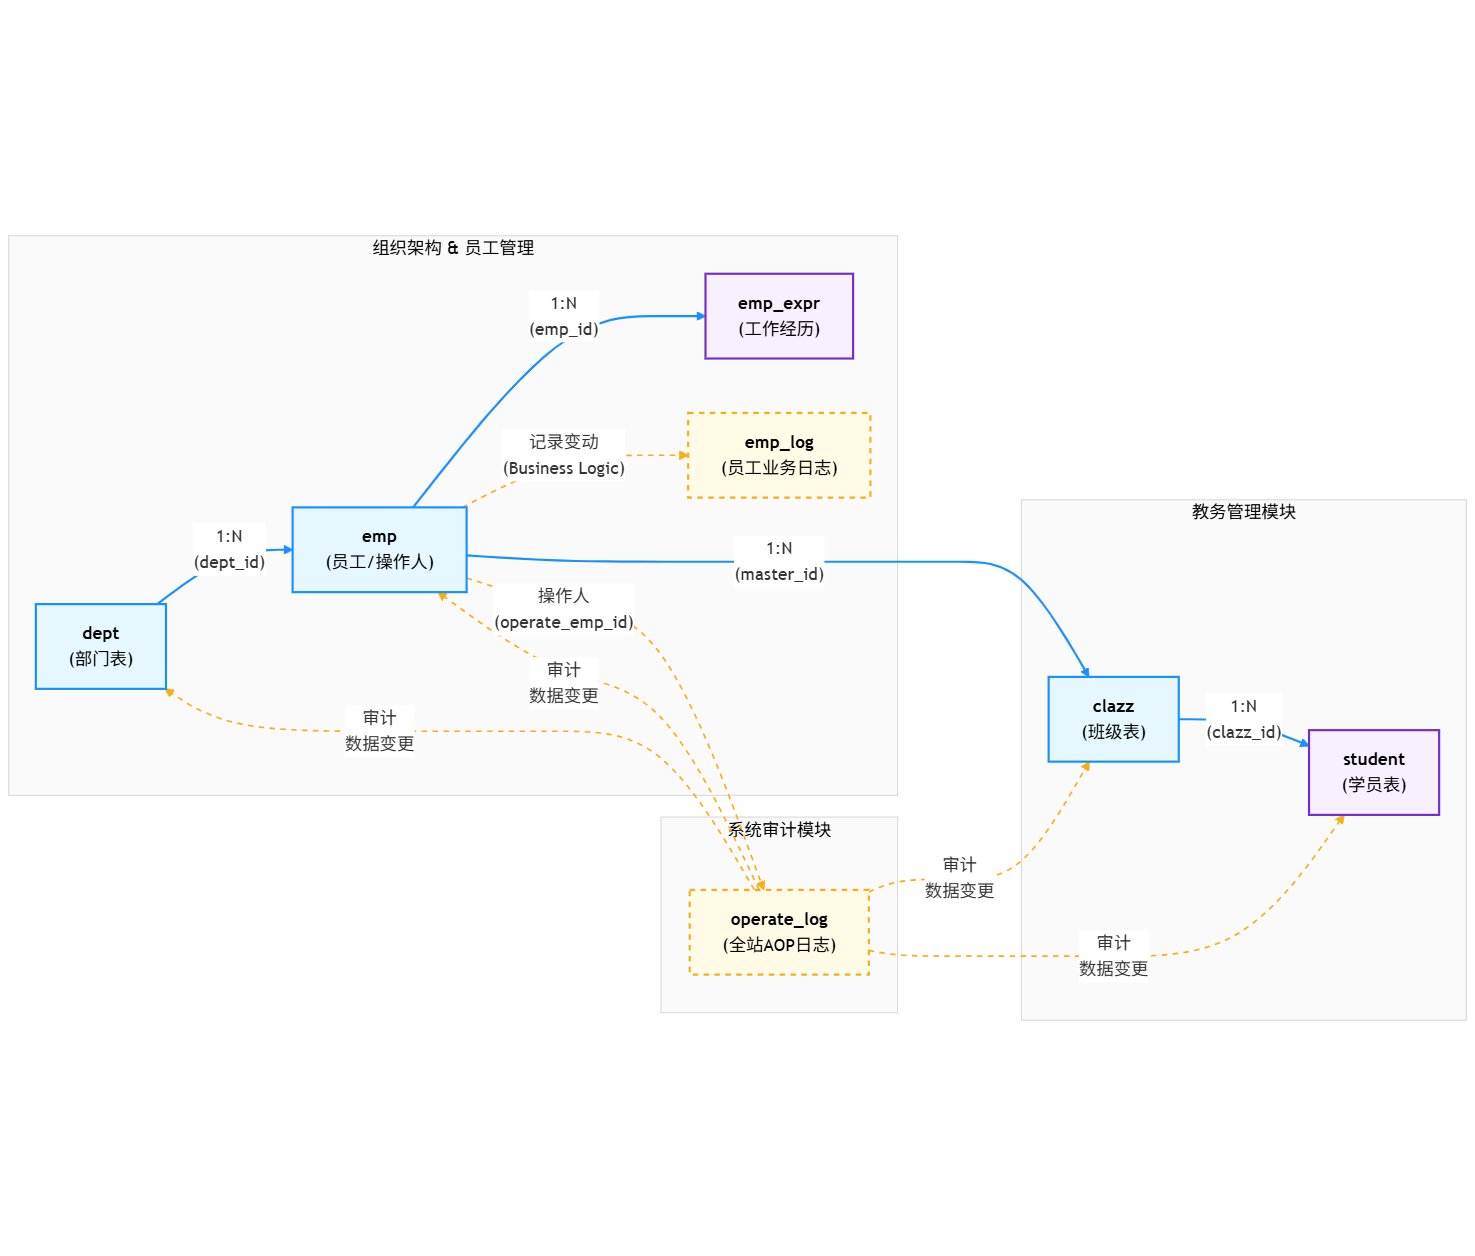 组织架构 & 员工管理
1:N
(emp_id)
emp_expr
(工作经历)
记录变动
(Business Logic)
emp_log
(员工业务日志)
1:N
(dept_id)
emp
(员工/操作人)
1:N
(master_id)
操作人
(operate_emp_id)
dept
(部门表)
审计
数据变更
审计
数据变更
教务管理模块
clazz
(班级表)
1:N
(clazz_id)
student
(学员表)
系统审计模块
operate_log
(全站AOP日志)
审计
数据变更
审计
数据变更